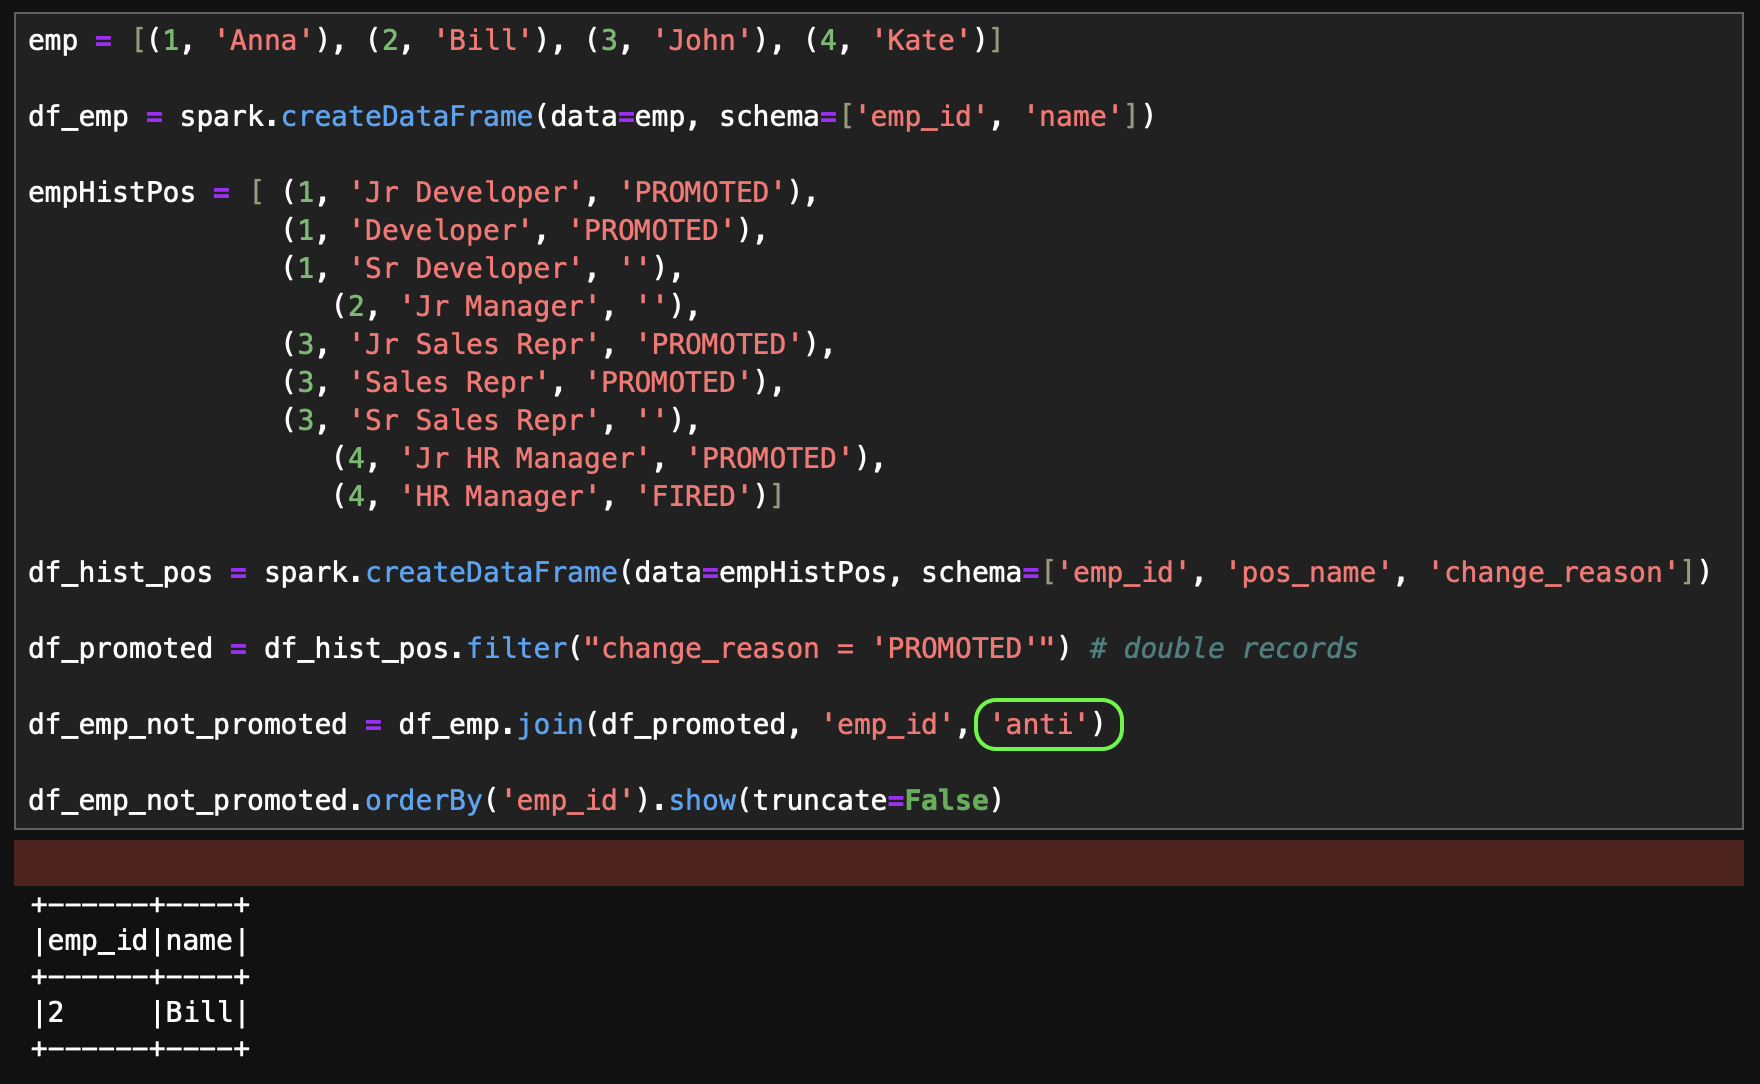 emp = [(1, 'Anna'), (2, 'Bill'), (3, 'John'), (4, 'Kate')]
df_emp = spark.createDataFrame(data=emp, schema=['emp_id', 'name'])
empHistPos = [ (1, 'Jr Developer', 'PROMOTED'),
(1, 'Developer', 'PROMOTED'),
(1, 'Sr Developer', ''),
(2, 'Jr Manager', ''),
(3, 'Jr Sales Repr', 'PROMOTED'),
(3, 'Sales Repr', 'PROMOTED'),
(3, 'Sr Sales Repr', ''),
(4, 'Jr HR Manager', 'PROMOTED'),
(4, 'HR Manager', 'FIRED')]
df_hist_pos = spark.createDataFrame(data=empHistPos, schema=['emp_id', 'pos_name', 'change_reason'])
df_promoted = df_hist_pos.filter("change_reason = 'PROMOTED'") # double records
df_emp_not_promoted = df_emp.join(df_promoted, 'emp_id', 'anti')
df_emp_not_promoted.orderBy('emp_id').show(truncate=False)
+------+----+
|emp_id|name|
+------+----+
|2     |Bill|
+------+----+